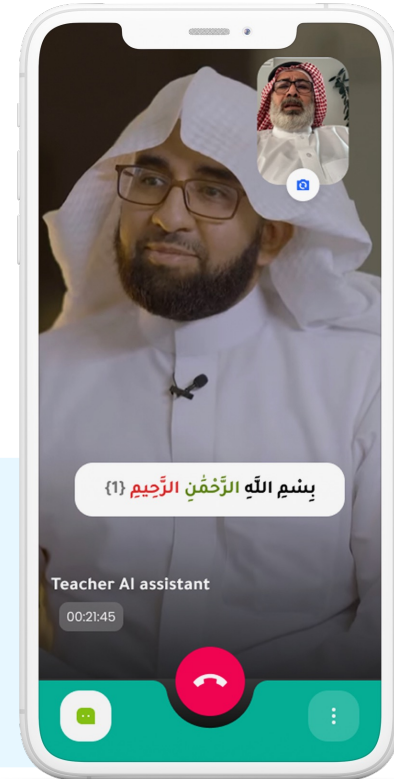 بِسْمِ اللَّهِ الرَّحْمَٰنِ الرَّحِيمِ {1}
Teacher AI assistant
00:21:45